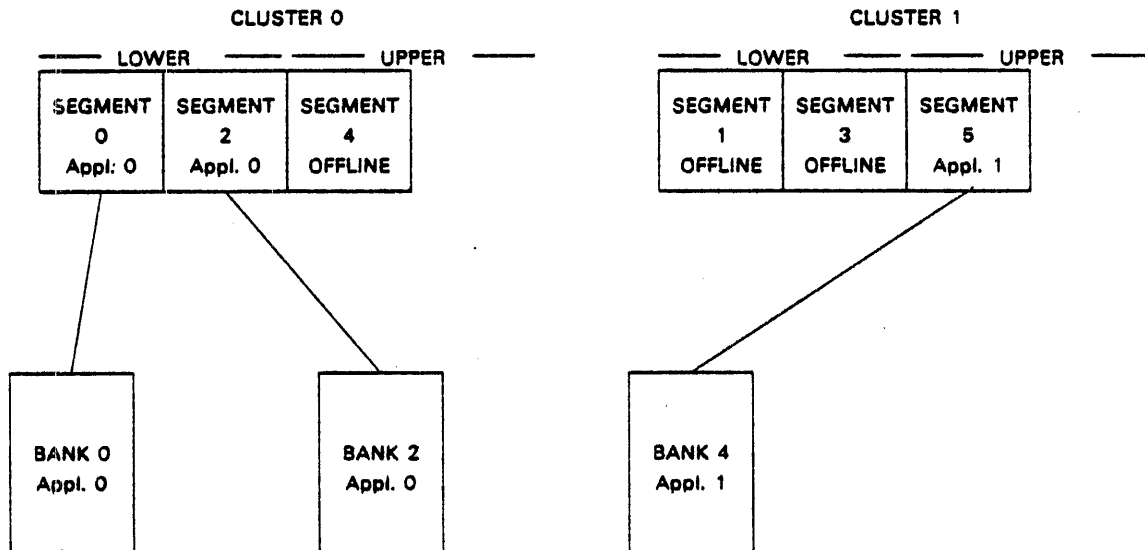 CLUSTER 0
CLUSTER 1
LOWER UPPER
LOWER UPPER
SEGMENT
0
Appl: 0
SEGMENT
2
Appl. 0
SEGMENT
4
OFFLINE
SEGMENT
1
OFFLINE
SEGMENT
3
OFFLINE
SEGMENT
5
Appl. 1
BANK 0
Appl. 0
BANK 2
Appl. 0
BANK 4
Appl. 1